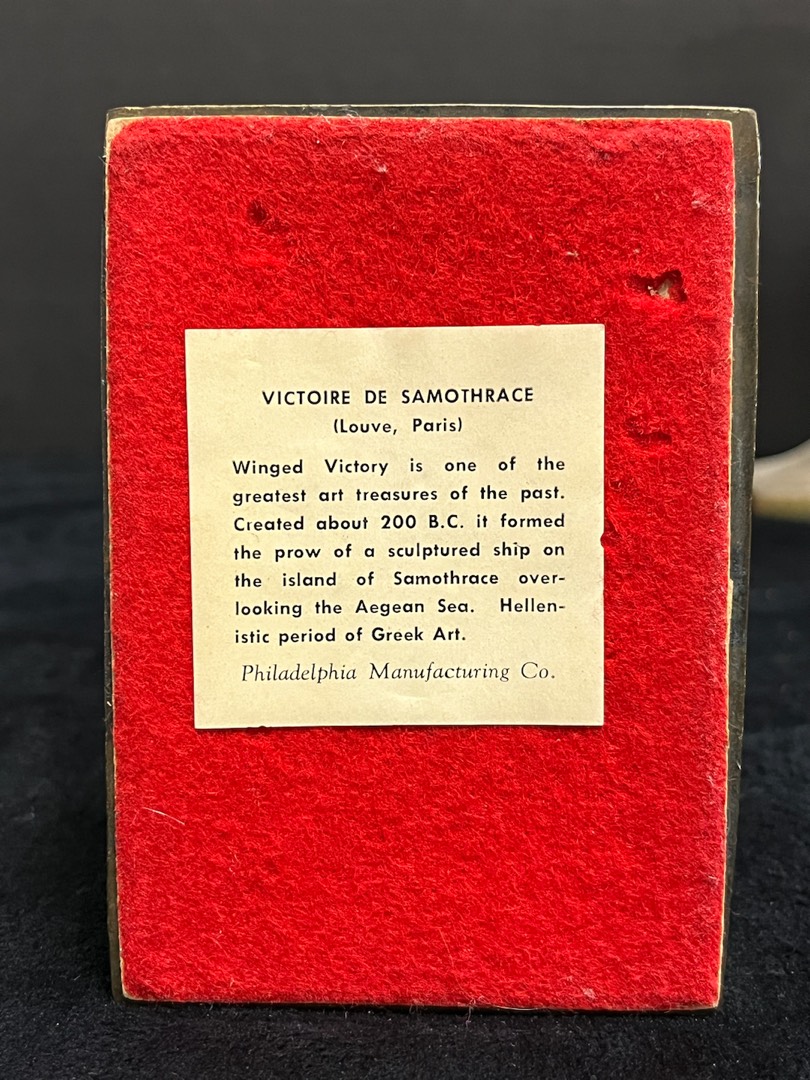 VICTOIRE DE SAMOTHRACE
(Louve, Paris)
Winged Victory is one of the
greatest art treasures of the past.
Created about 200 B.C. it formed
the prow of a sculptured ship on
the island of Samothrace over-
looking the Aegean Sea. Hellen-
istic period of Greek Art.
Philadelphia Manufacturing Co.